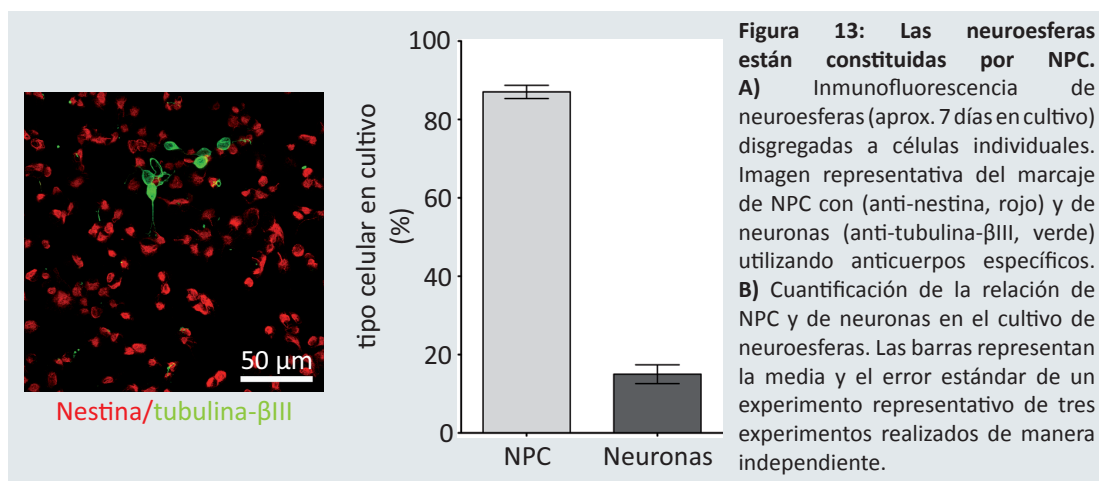 50 µm
Nestina/tubulina-βIII
tipo celular en cultivo
(%)
100
80
60
40
20
0
NPC
Neuronas
Figura 13: Las neuroesferas
están constituidas por NPC.
A) Inmunofluorescencia de
neuroesferas (aprox. 7 días en cultivo)
disgregadas a células individuales.
Imagen representativa del marcaje
de NPC con (anti-nestina, rojo) y de
neuronas (anti-tubulina-βIII, verde)
utilizando anticuerpos específicos.
B) Cuantificación de la relación de
NPC y de neuronas en el cultivo de
neuroesferas. Las barras representan
la media y el error estándar de un
experimento representativo de tres
experimentos realizados de manera
independiente.